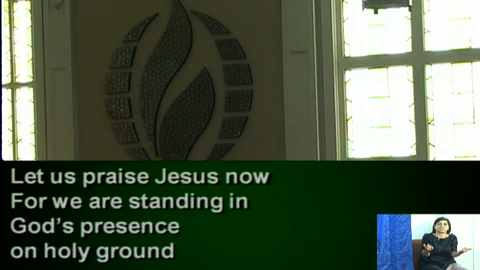 Let us praise Jesus now
For we are standing in
God's presence
on holy ground